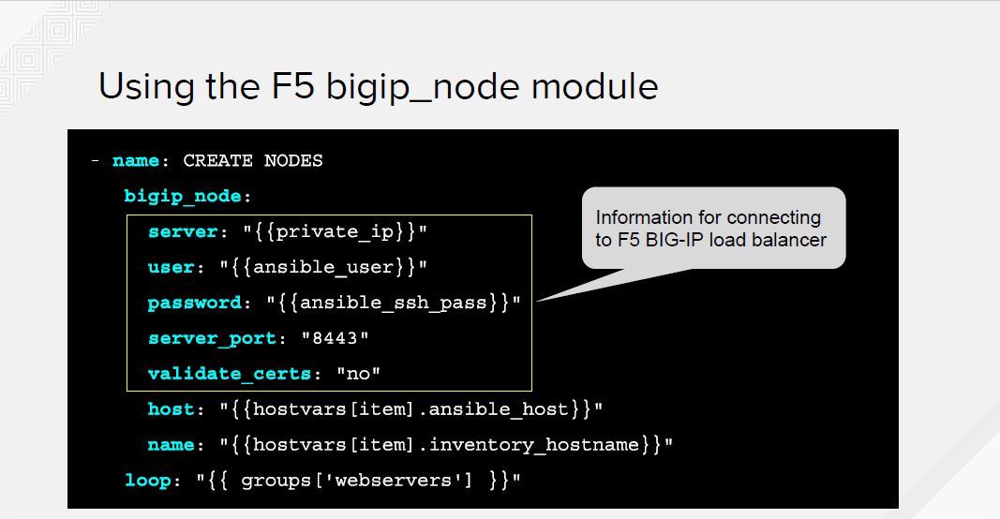 Using the F5 bigip_node module
- name: CREATE NODES
bigip_node:
server: "{{private_ip}}"
user: "{{ansible_user}}"
password: "{{ansible_ssh_pass}}"
server_port: "8443"
validate_certs: "no"
host: "{{hostvars[item].ansible_host}}"
name: "{{hostvars[item].inventory_hostname}}"
loop: "{{ groups['webservers'] }}"
Information for connecting
to F5 BIG-IP load balancer